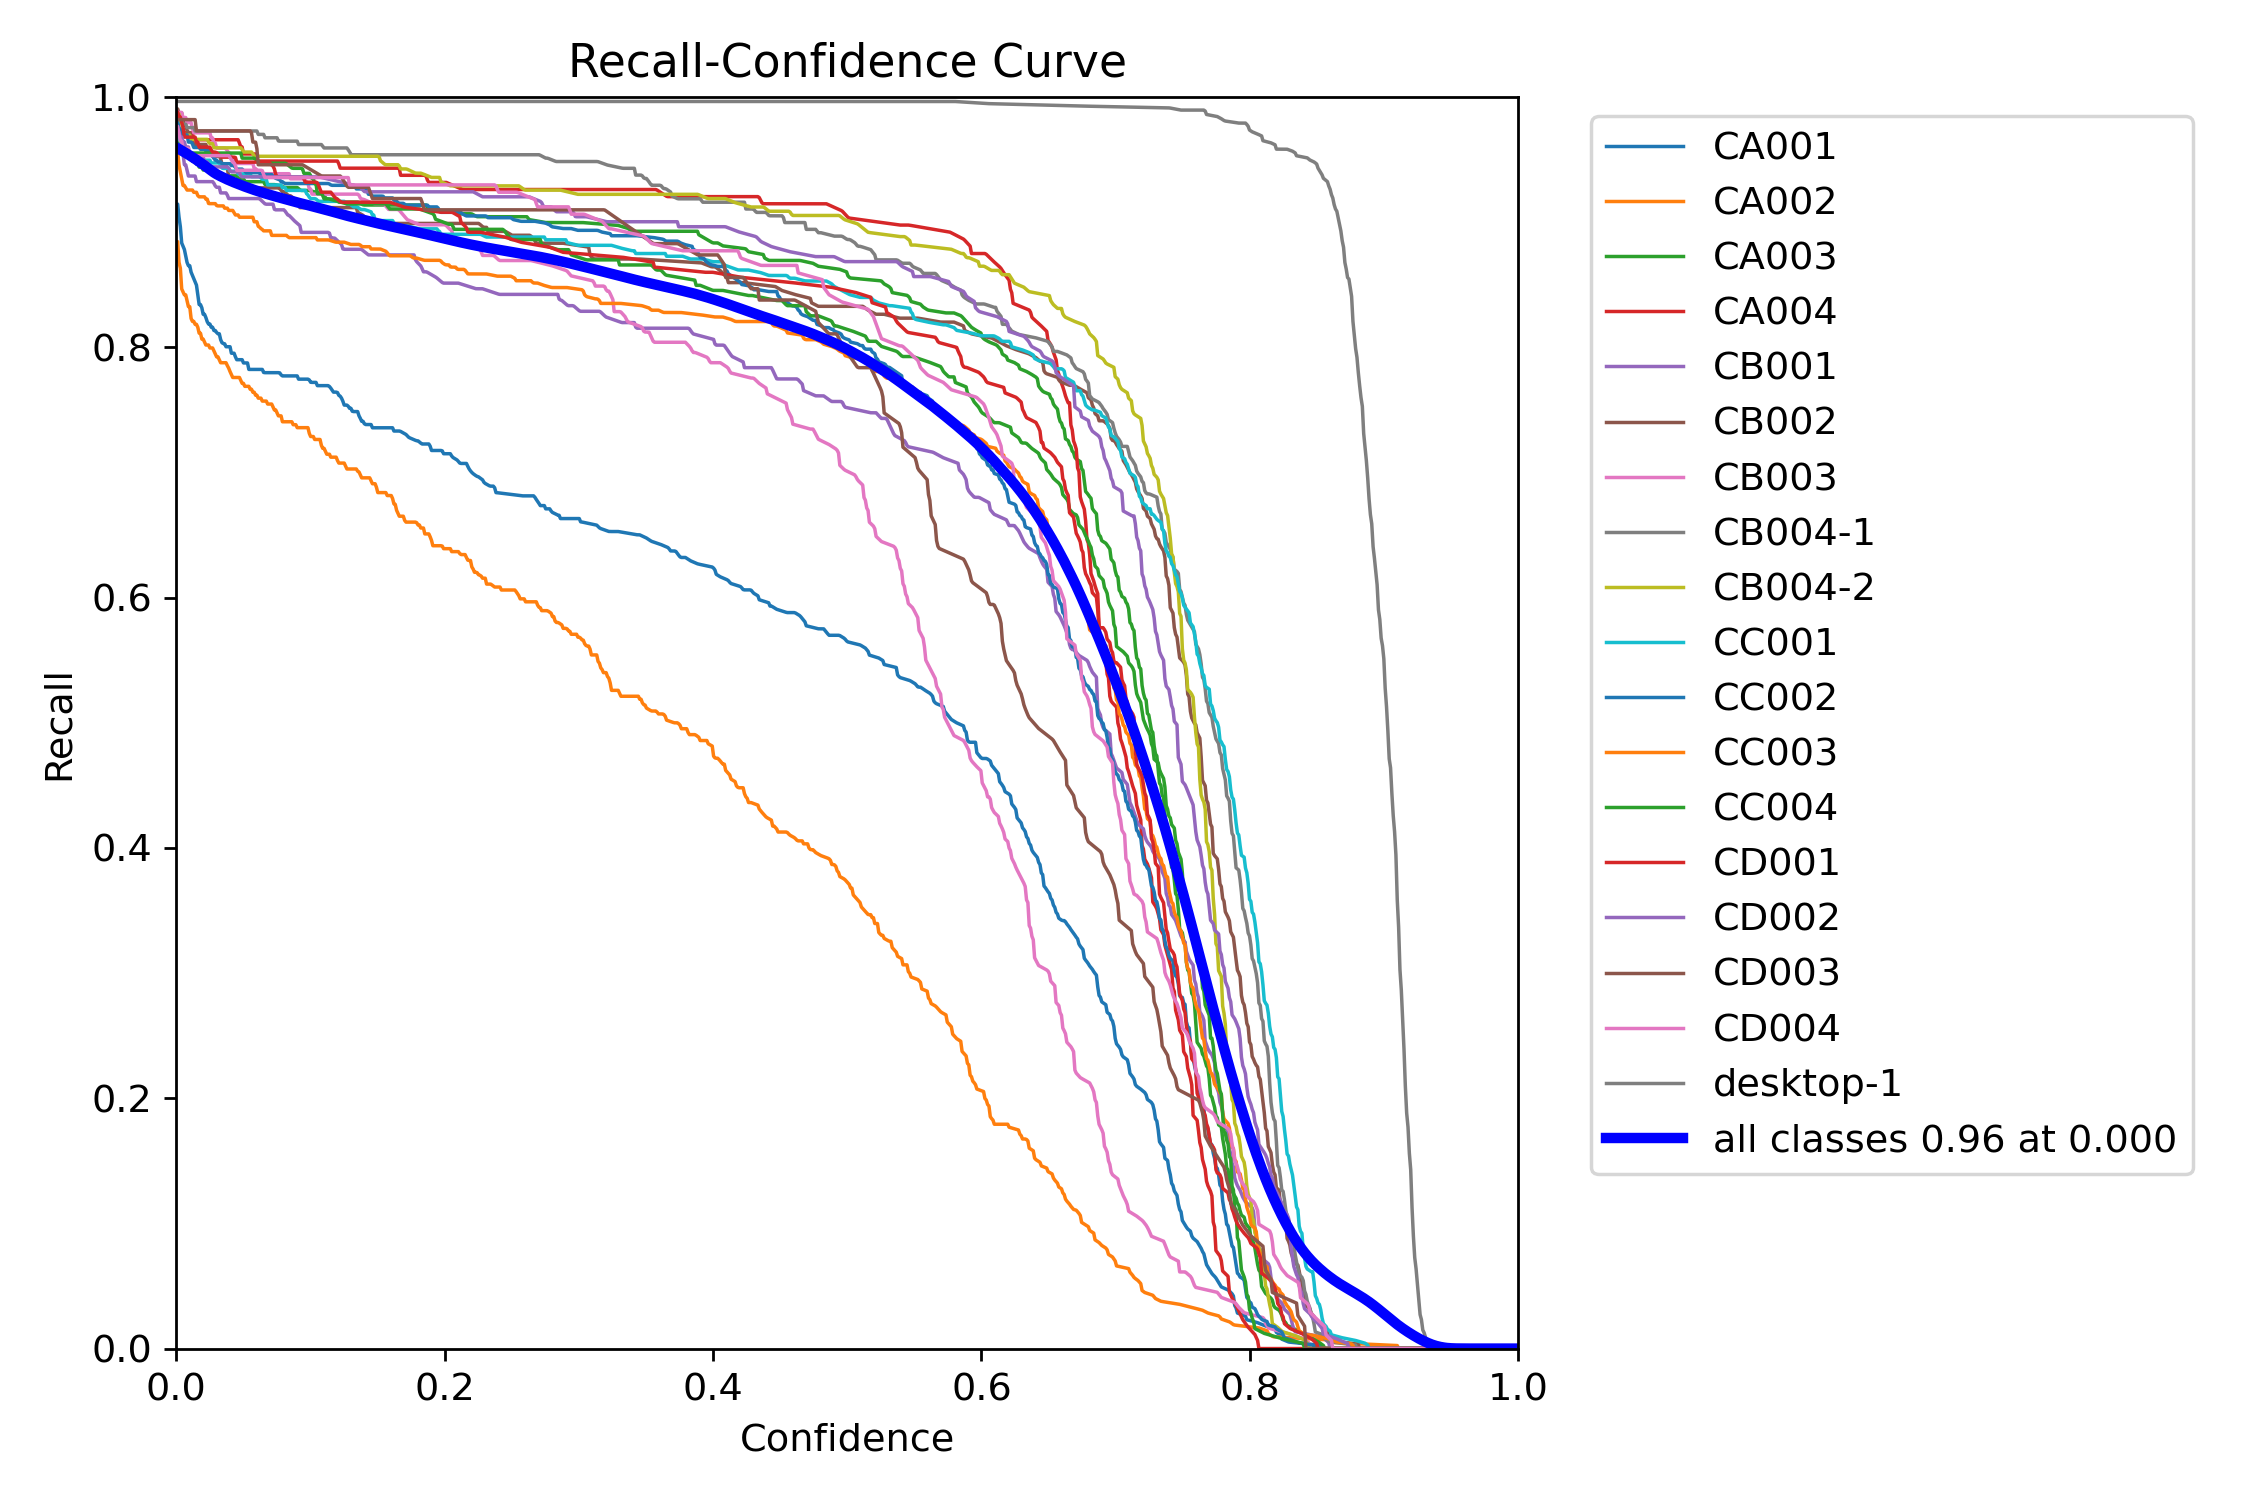 Recall-Confidence Curve
1.0
0.8
0.6
0.4
0.2
0.0
Recall
0.0 0.2 0.4 0.6 0.8 1.0
Confidence
CA001
CA002
CA003
CA004
CB001
CB002
CB003
CB004-1
CB004-2
CC001
CC002
CC003
CC004
CD001
CD002
CD003
CD004
desktop-1
all classes 0.96 at 0.000